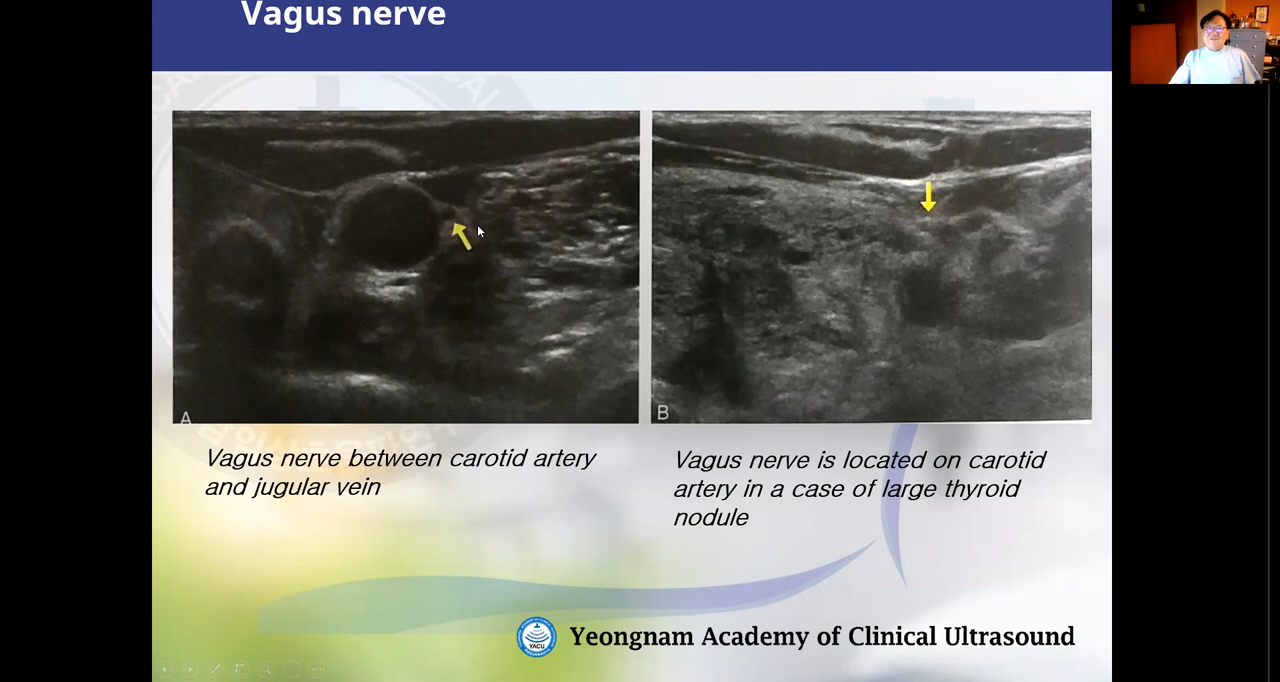 Vagus nerve
A
B
Vagus nerve between carotid artery
and jugular vein
Vagus nerve is located on carotid
artery in a case of large thyroid
nodule
YACU
Yeongnam Academy of Clinical Ultrasound